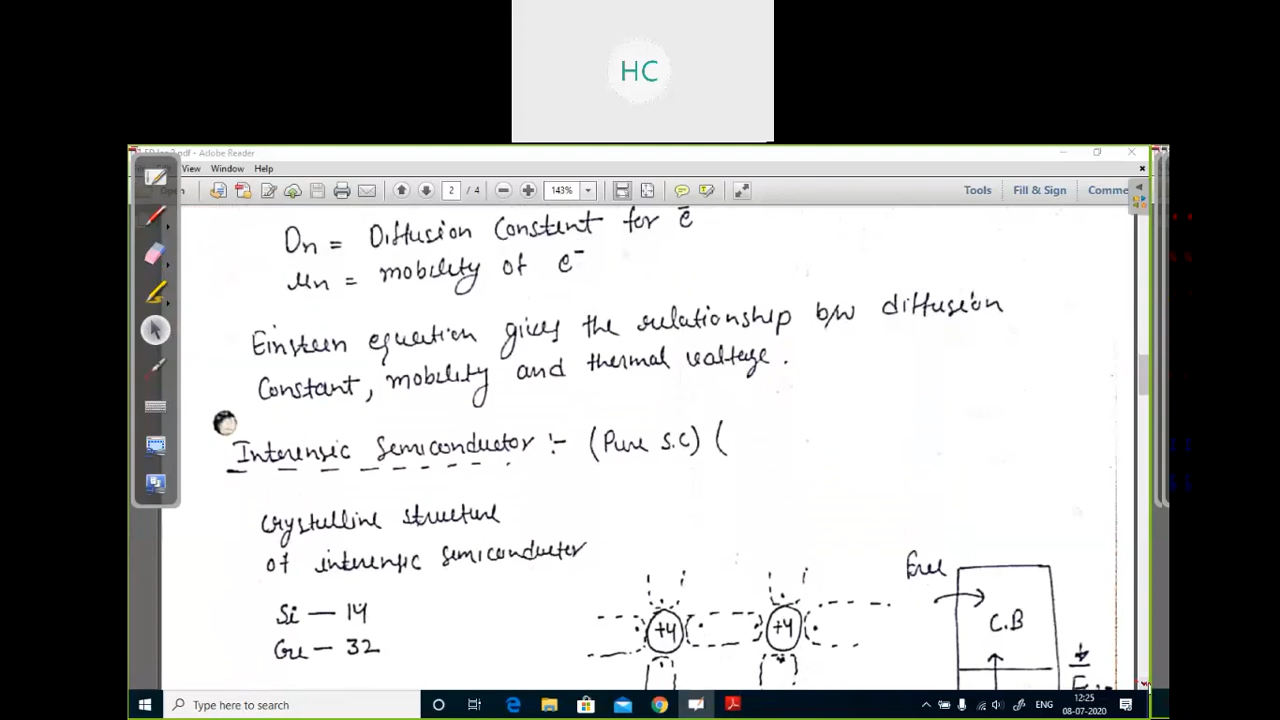 HC
- Adobe Reader
View Window Help
2 / 4 143% Tools Fill & Sign Comme
Dn = Diffusion Constant for e̅
μn = mobility of e⁻
Einsteen equation gives the relationship b/w diffusion
Constant, mobility and thermal voltage.
Interensic Semiconductor :- (Pure S.C) (
Crystalline structure
of interensic semiconductor
Si — 14
Ge — 32
+4 +4
Free
C.B
Type here to search
ENG
12:25
08-07-2020